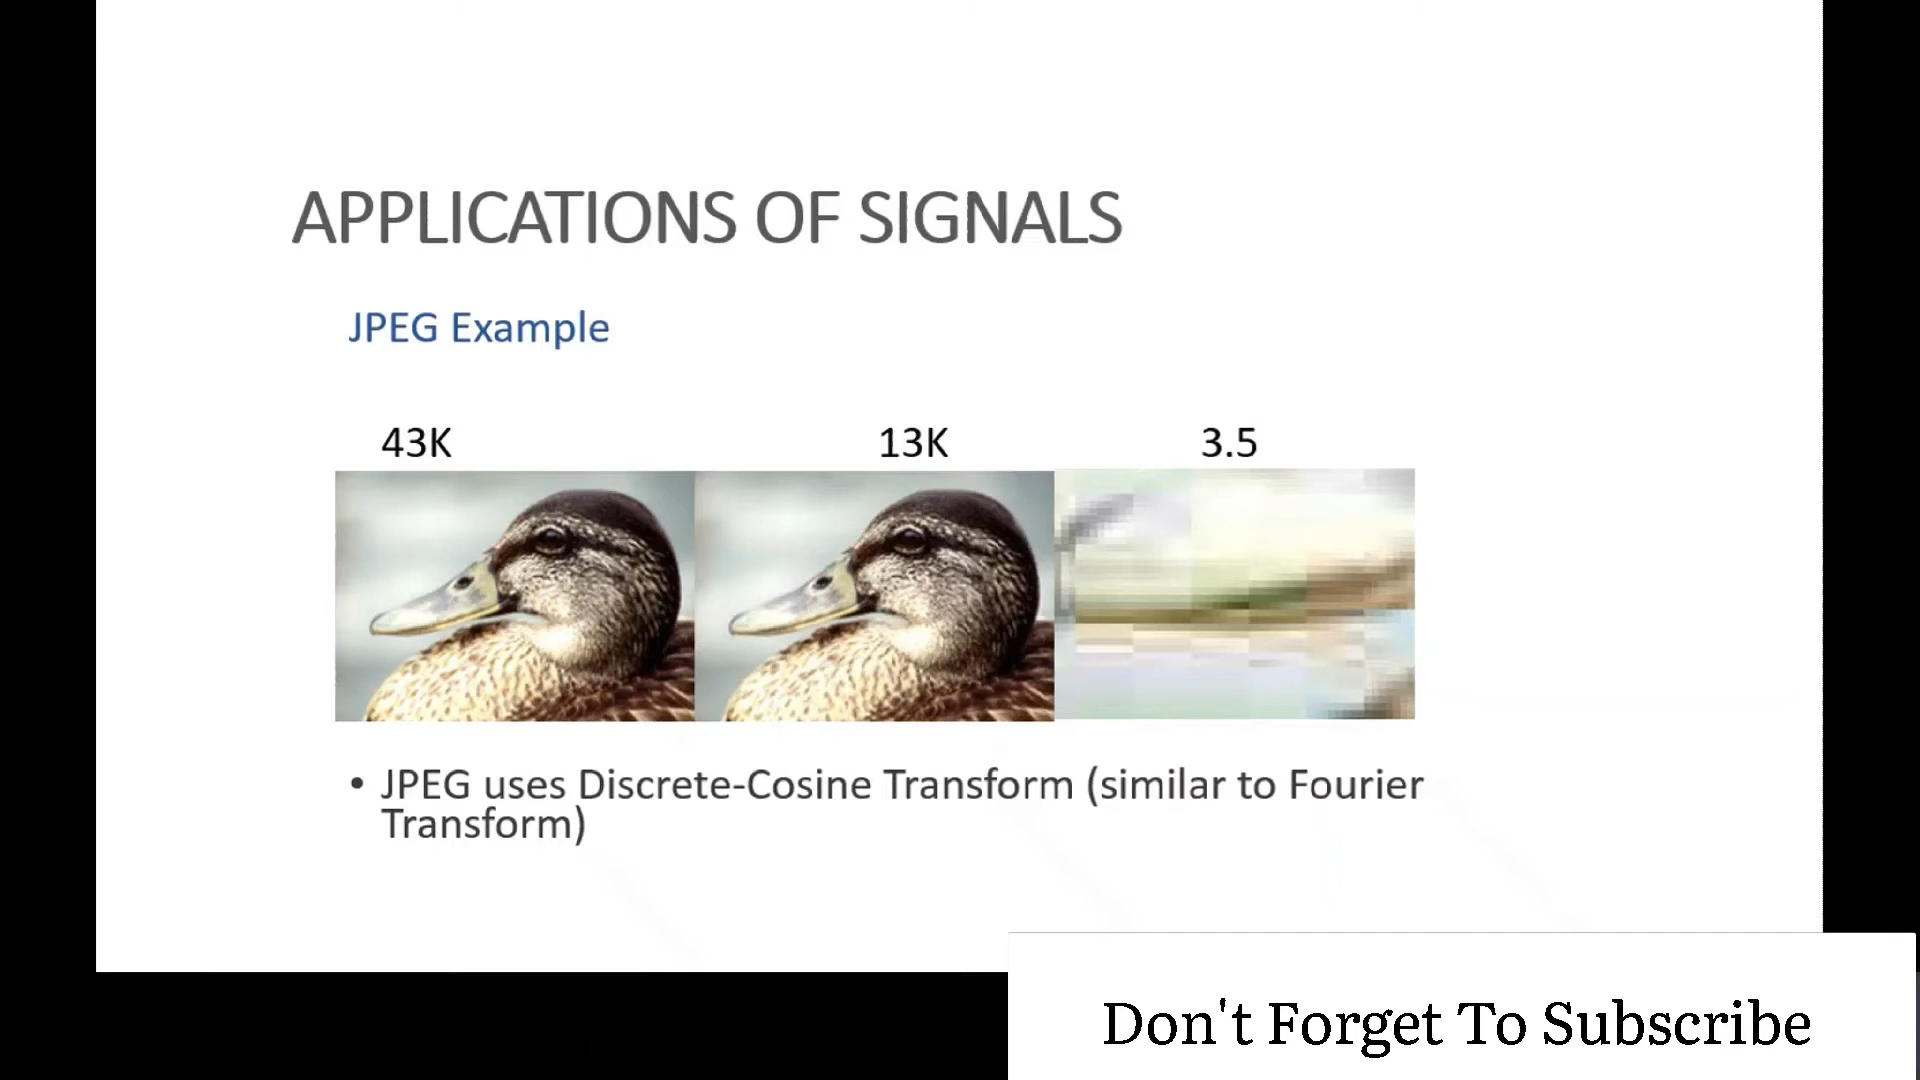 APPLICATIONS OF SIGNALS
JPEG Example
43K 13K 3.5
• JPEG uses Discrete-Cosine Transform (similar to Fourier
Transform)
Don't Forget To Subscribe